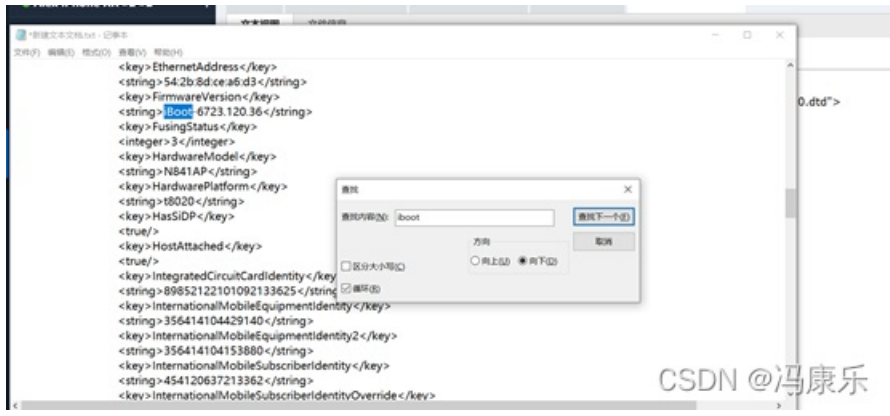 *新建文本文档.txt - 记事本
文件(F) 编辑(E) 格式(O) 查看(V) 帮助(H)
<key>EthernetAddress</key>
<string>54:2b:8d:ce:a6:d3</string>
<key>FirmwareVersion</key>
<string>iBoot-6723.120.36</string>
<key>FusingStatus</key>
<integer>3</integer>
<key>HardwareModel</key>
<string>N841AP</string>
<key>HardwarePlatform</key>
<string>t8020</string>
<key>HasSiDP</key>
<true/>
<key>HostAttached</key>
<true/>
<key>IntegratedCircuitCardIdentity</key
<string>89852122101092133625</string
<key>InternationalMobileEquipmentIdentity</key>
<string>356414104429140</string>
<key>InternationalMobileEquipmentIdentity2</key>
<string>356414104153880</string>
<key>InternationalMobileSubscriberIdentity</key>
<string>454120637213362</string>
<key>InternationalMobileSubscriberIdentityOverride</key>
查找
查找内容(N): iboot
查找下一个(F)
方向
取消
向上(U) 向下(D)
区分大小写(C)
循环(R)
0.dtd">
CSDN @冯康乐